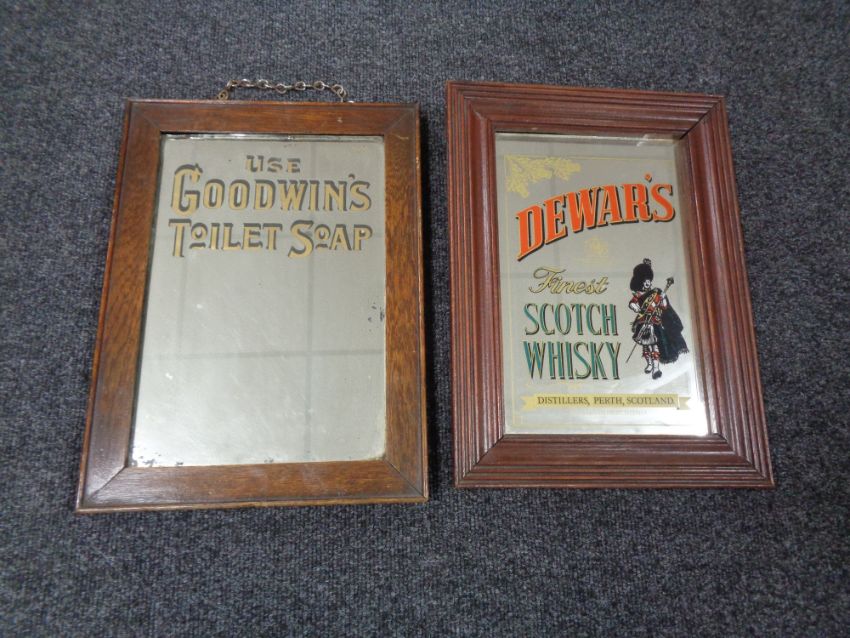 USE
GOODWIN'S
TOILET SOAP
DEWAR'S
Finest
SCOTCH
WHISKY
DISTILLERS, PERTH, SCOTLAND.